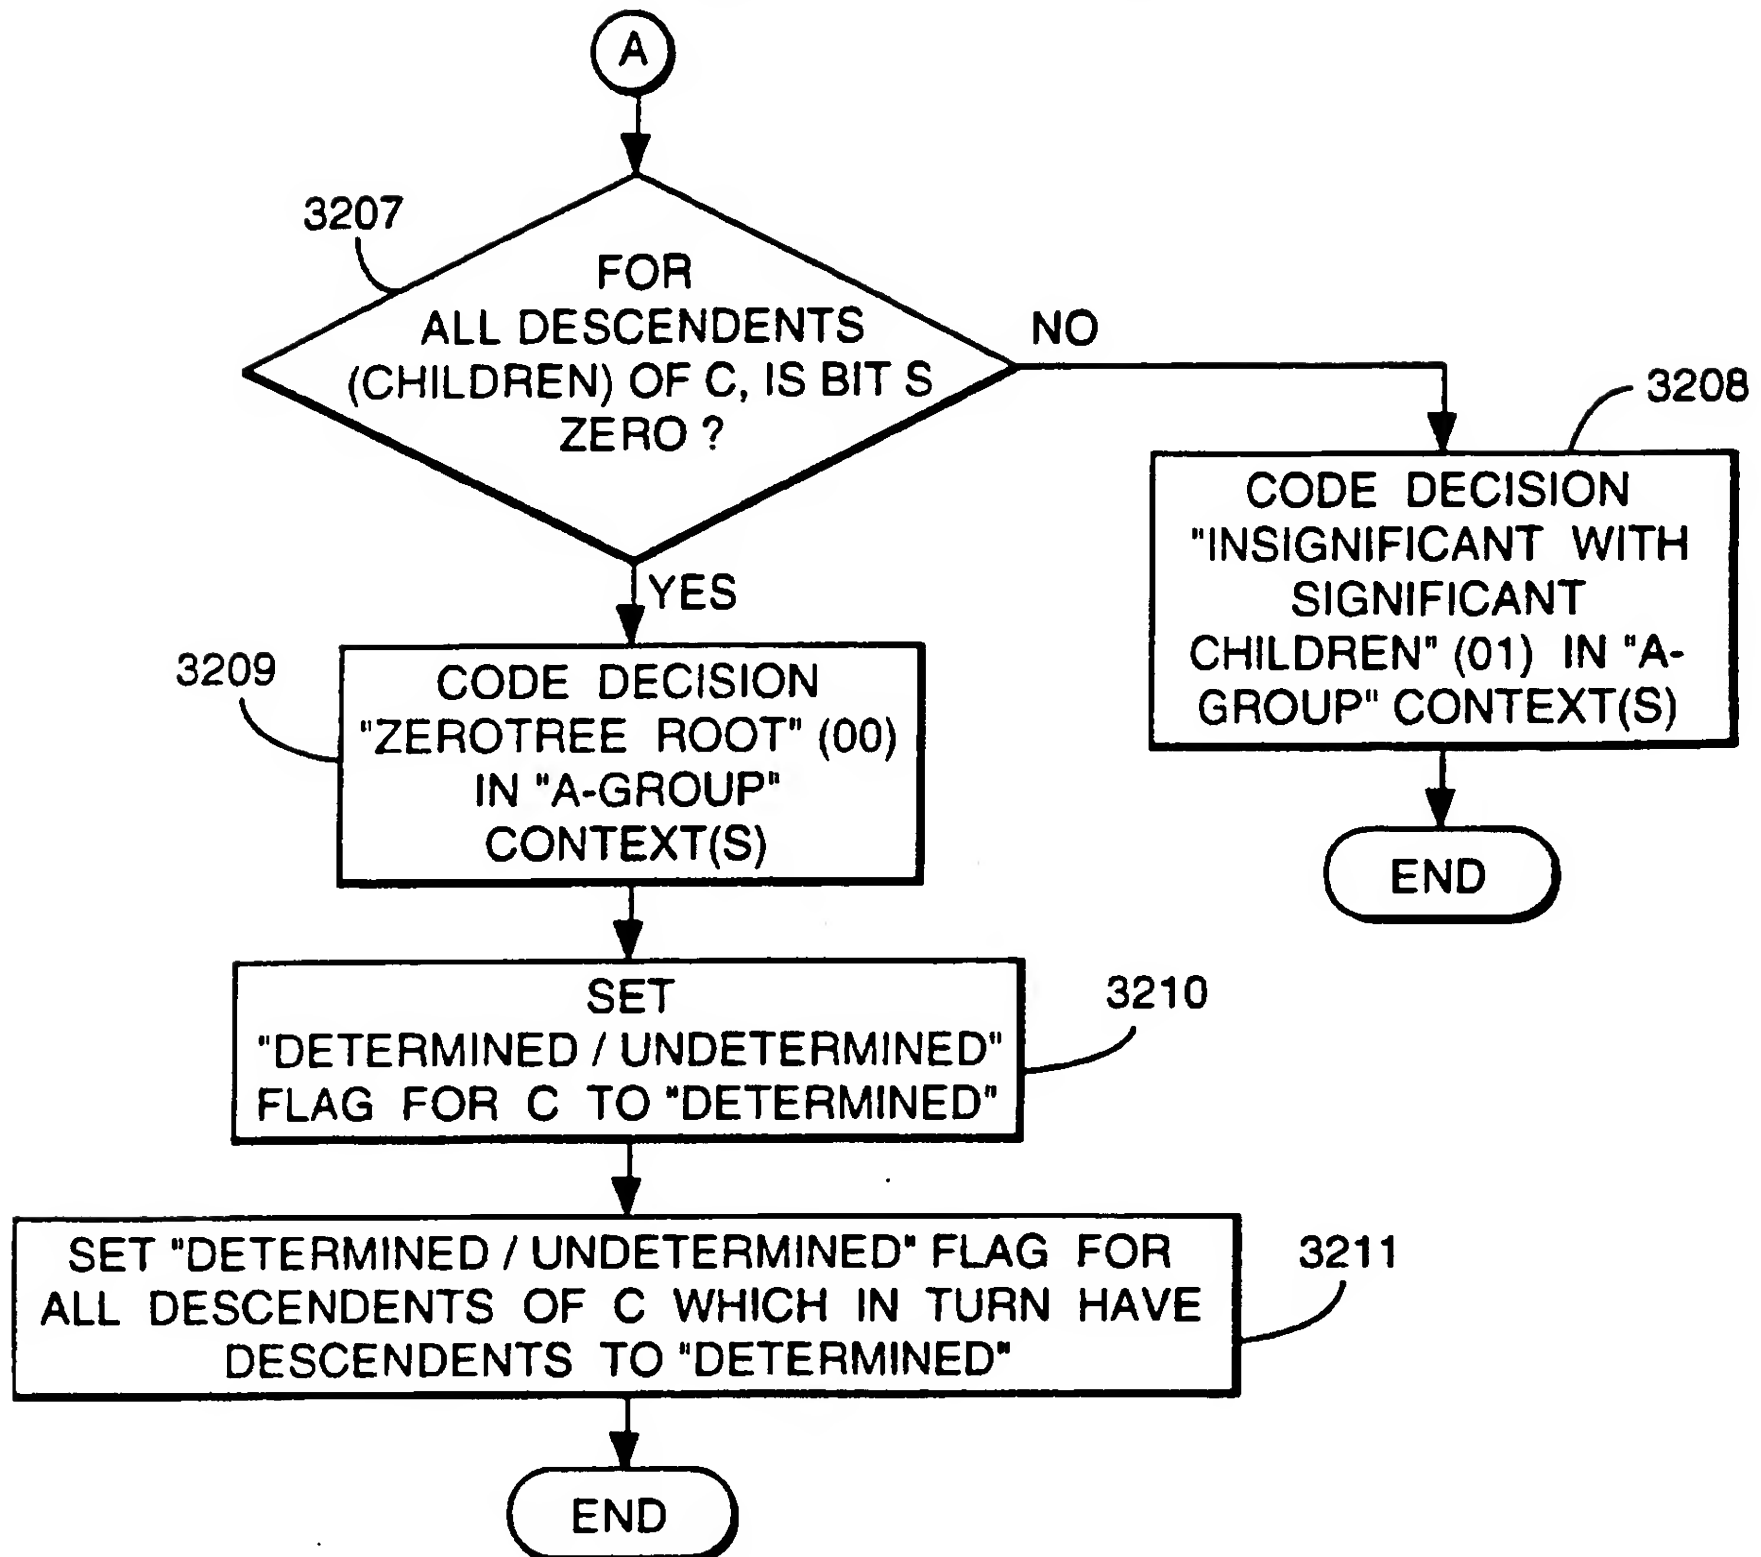 A
3207
FOR
ALL DESCENDENTS
(CHILDREN) OF C, IS BIT S
ZERO ?
NO
3208
CODE DECISION
"INSIGNIFICANT WITH
SIGNIFICANT
CHILDREN" (01) IN "A-
GROUP" CONTEXT(S)
END
YES
3209
CODE DECISION
"ZEROTREE ROOT" (00)
IN "A-GROUP"
CONTEXT(S)
SET
"DETERMINED / UNDETERMINED"
FLAG FOR C TO "DETERMINED"
3210
SET "DETERMINED / UNDETERMINED" FLAG FOR
ALL DESCENDENTS OF C WHICH IN TURN HAVE
DESCENDENTS TO "DETERMINED"
3211
END